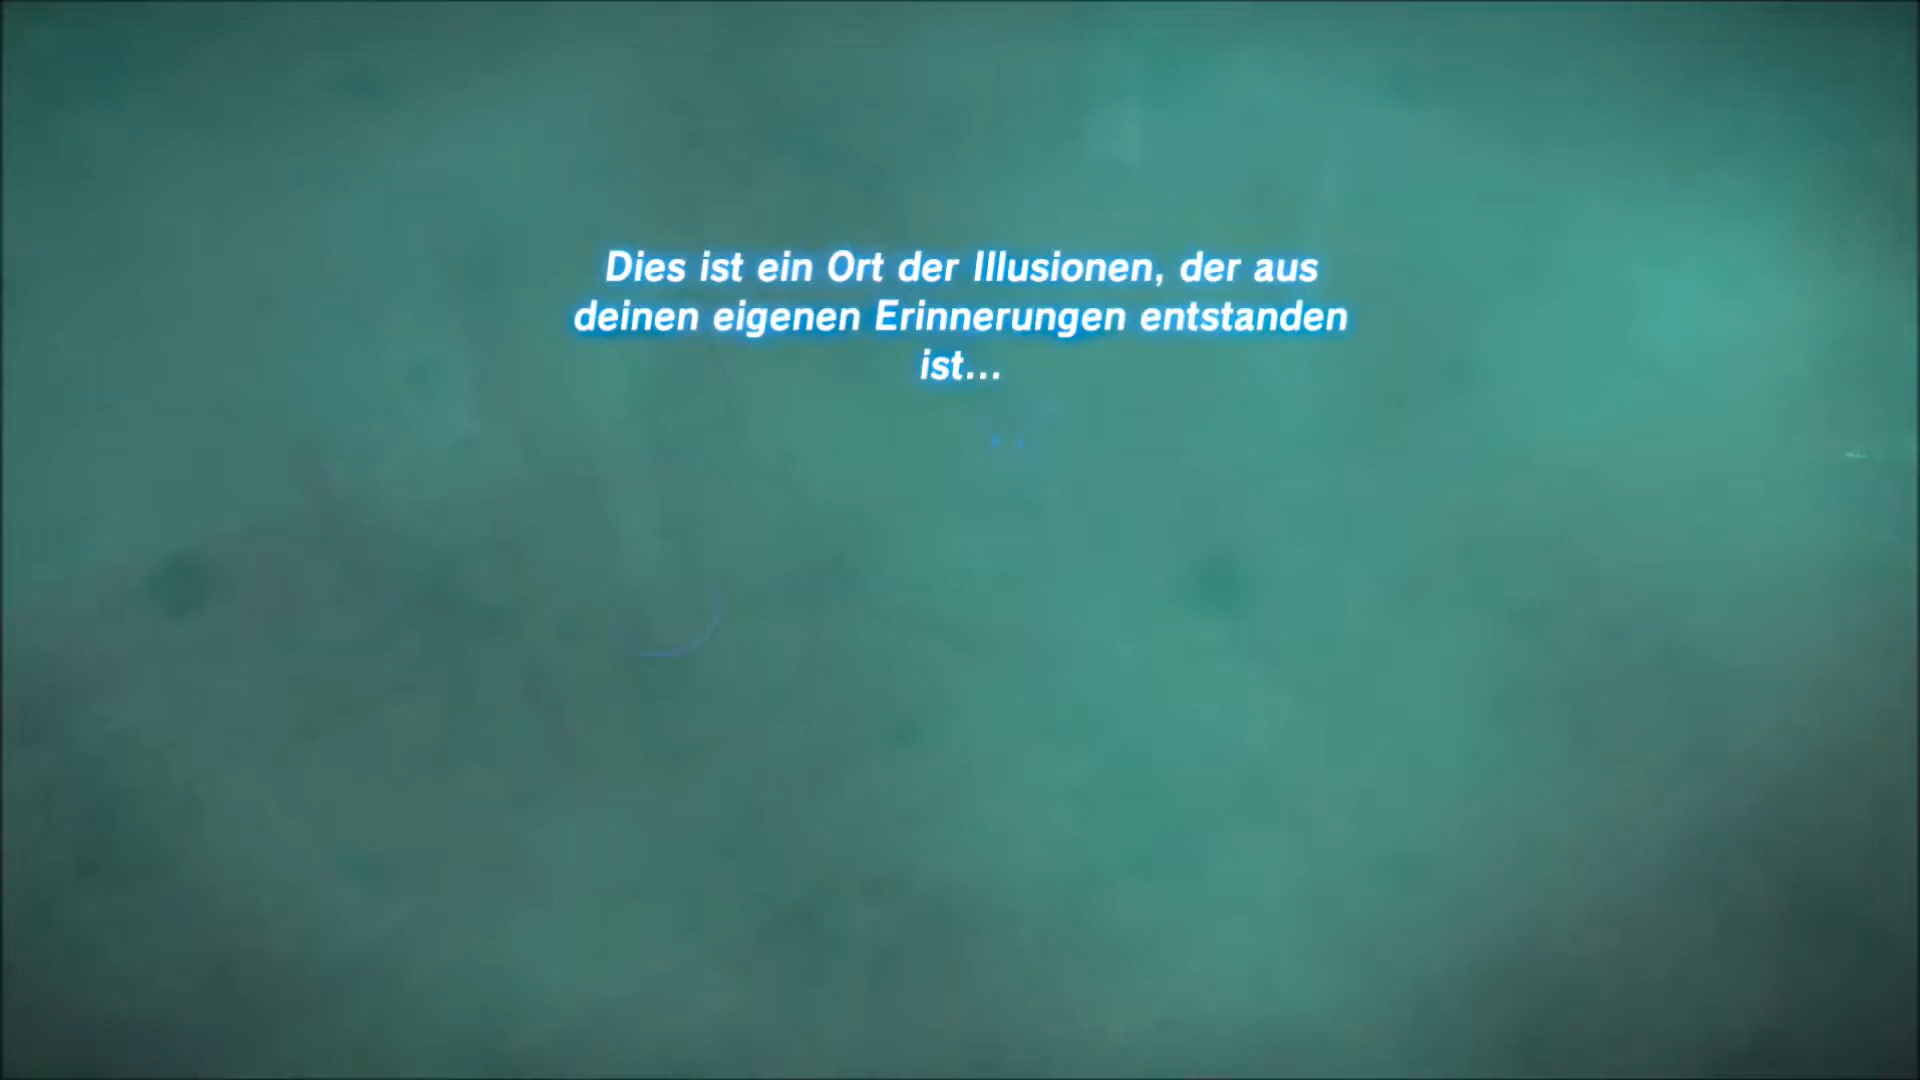 Dies ist ein Ort der Illusionen, der aus
deinen eigenen Erinnerungen entstanden
ist...